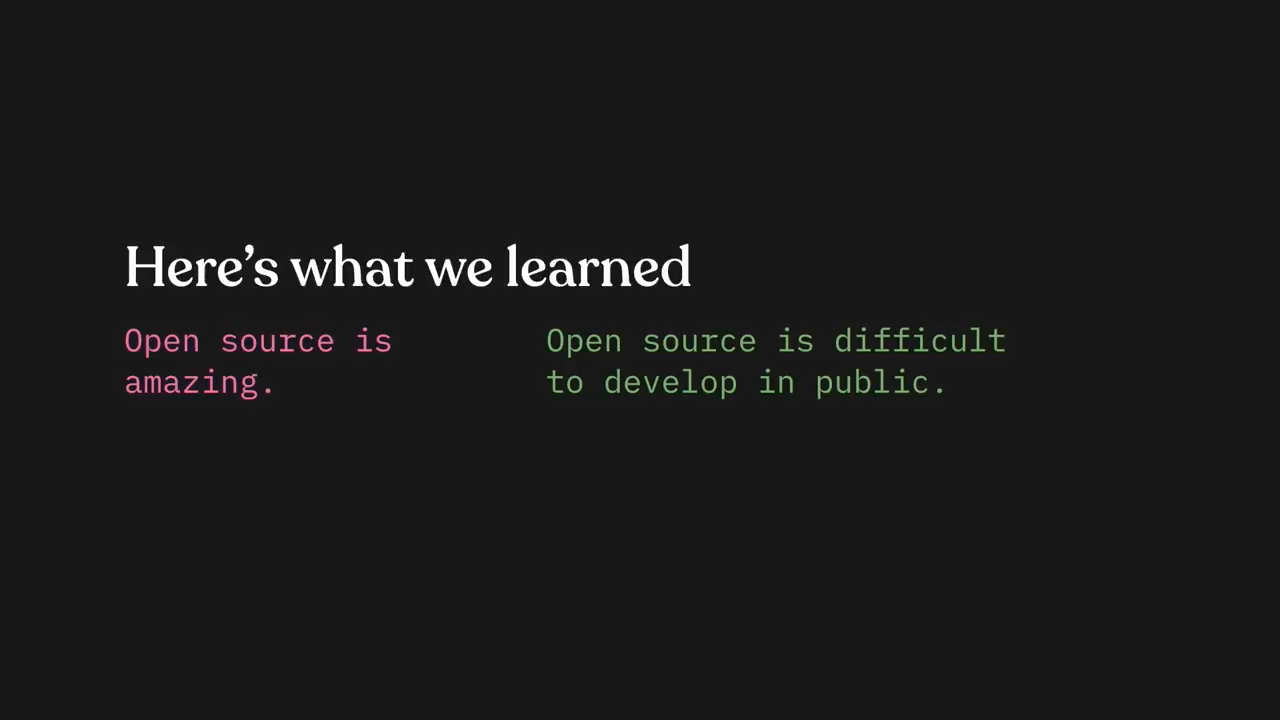 Here’s what we learned
Open source is
amazing.
Open source is difficult
to develop in public.